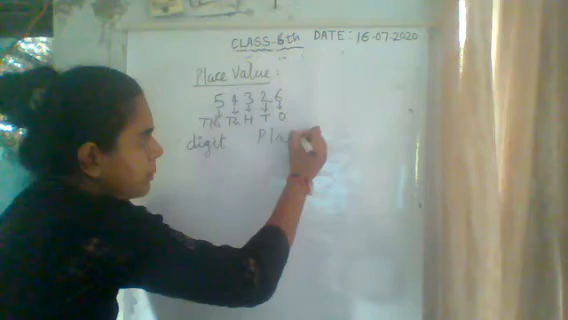 CLASS-6th DATE: 16-07-2020
Place Value:
5 4 3 2 6
TTh Th H T O
digit Pla